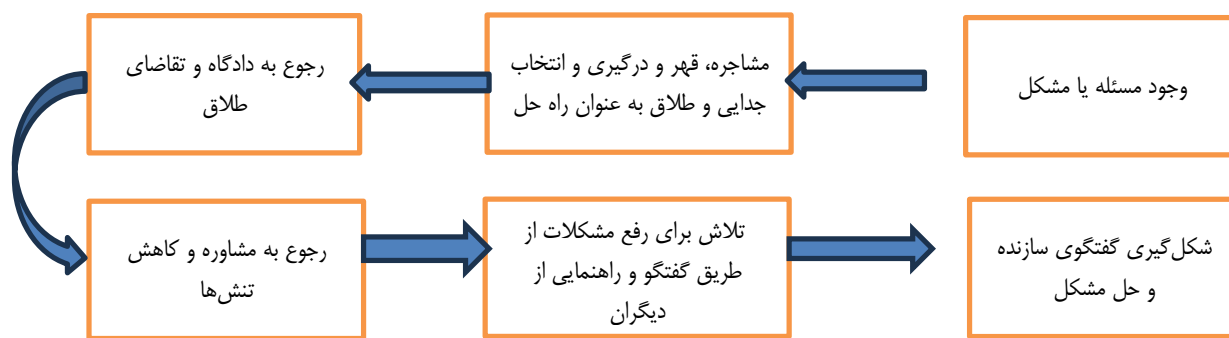 وجود مسئله یا مشکل
مشاجره، قهر و درگیری و انتخاب
جدایی و طلاق به عنوان راه حل
رجوع به دادگاه و تقاضای
طلاق
رجوع به مشاوره و کاهش
تنش‌ها
تلاش برای رفع مشکلات از
طریق گفتگو و راهنمایی از
دیگران
شکل‌گیری گفتگوی سازنده
و حل مشکل